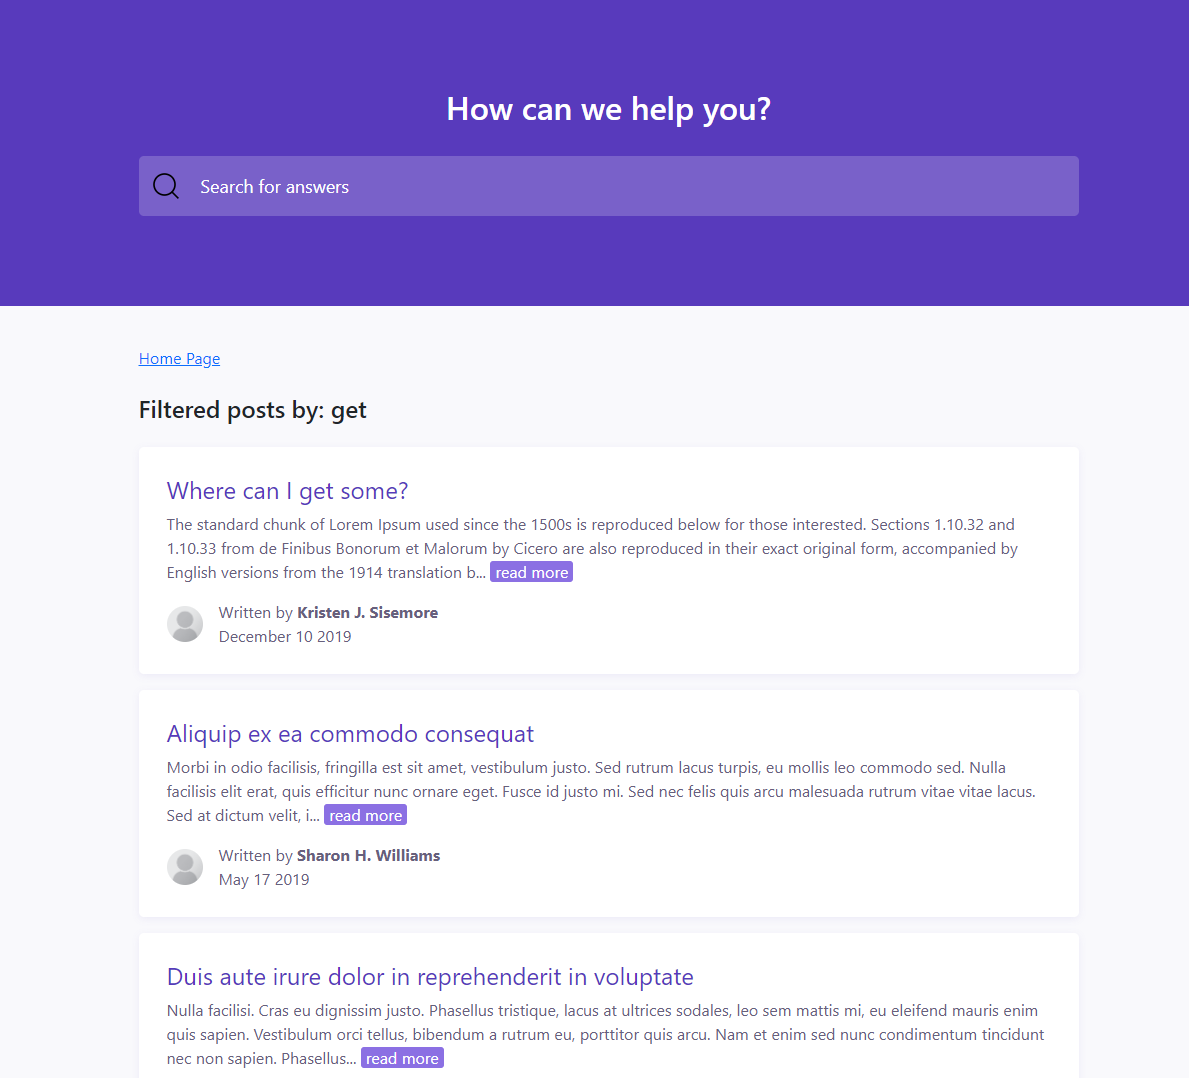 How can we help you?
Search for answers
Home Page
Filtered posts by: get
Where can I get some?
The standard chunk of Lorem Ipsum used since the 1500s is reproduced below for those interested. Sections 1.10.32 and
1.10.33 from de Finibus Bonorum et Malorum by Cicero are also reproduced in their exact original form, accompanied by
English versions from the 1914 translation b... read more
Written by Kristen J. Sisemore
December 10 2019
Aliquip ex ea commodo consequat
Morbi in odio facilisis, fringilla est sit amet, vestibulum justo. Sed rutrum lacus turpis, eu mollis leo commodo sed. Nulla
facilisis elit erat, quis efficitur nunc ornare eget. Fusce id justo mi. Sed nec felis quis arcu malesuada rutrum vitae vitae lacus.
Sed at dictum velit, i... read more
Written by Sharon H. Williams
May 17 2019
Duis aute irure dolor in reprehenderit in voluptate
Nulla facilisi. Cras eu dignissim justo. Phasellus tristique, lacus at ultrices sodales, leo sem mattis mi, eu eleifend mauris enim
quis sapien. Vestibulum orci tellus, bibendum a rutrum eu, porttitor quis arcu. Nam et enim sed nunc condimentum tincidunt
nec non sapien. Phasellus... read more